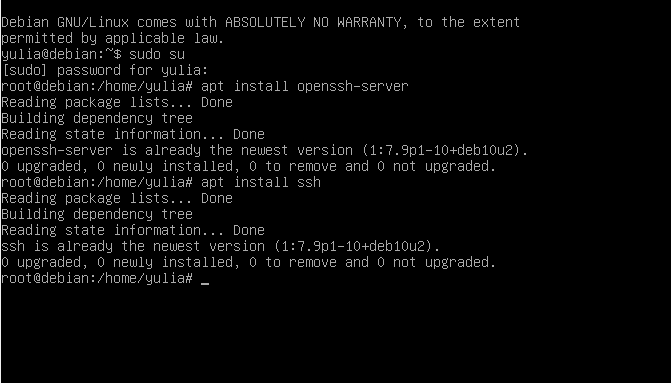 Debian GNU/Linux comes with ABSOLUTELY NO WARRANTY, to the extent
permitted by applicable law.
yulia@debian:~$ sudo su
[sudo] password for yulia:
root@debian:/home/yulia# apt install openssh-server
Reading package lists... Done
Building dependency tree
Reading state information... Done
openssh-server is already the newest version (1:7.9p1-10+deb10u2).
0 upgraded, 0 newly installed, 0 to remove and 0 not upgraded.
root@debian:/home/yulia# apt install ssh
Reading package lists... Done
Building dependency tree
Reading state information... Done
ssh is already the newest version (1:7.9p1-10+deb10u2).
0 upgraded, 0 newly installed, 0 to remove and 0 not upgraded.
root@debian:/home/yulia# _